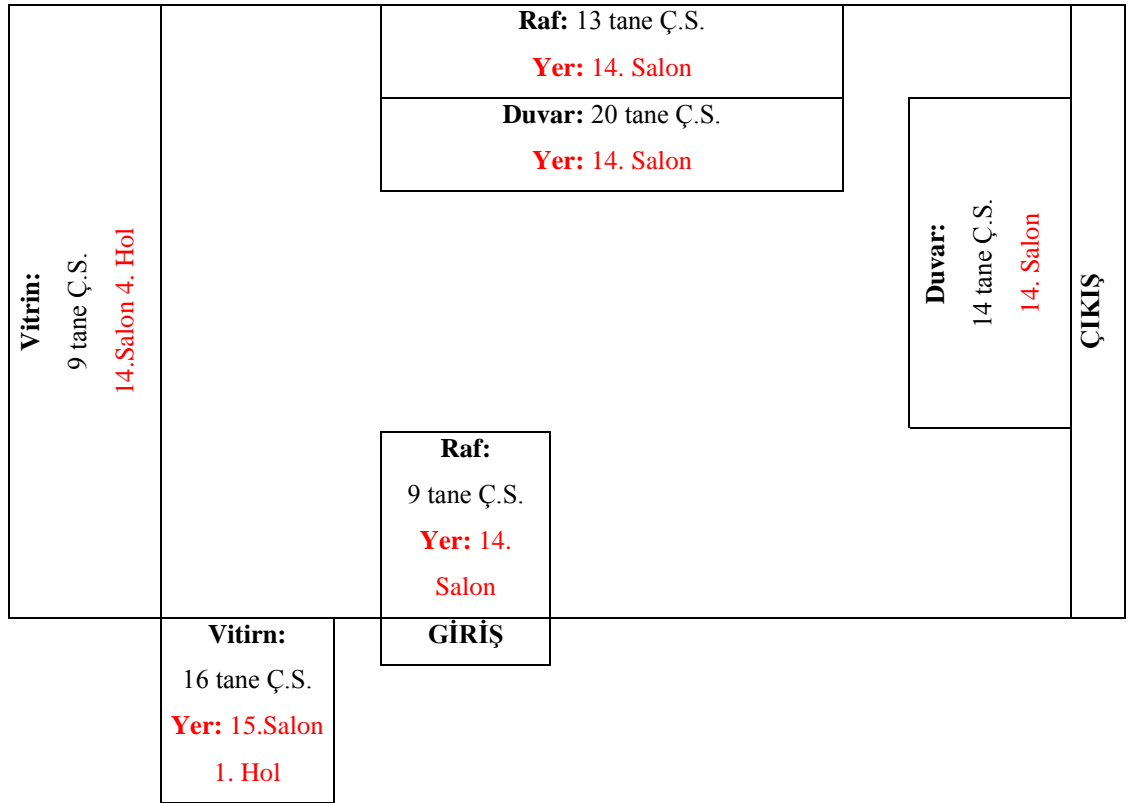 Raf: 13 tane Ç.S.
Yer: 14. Salon
Duvar: 20 tane Ç.S.
Yer: 14. Salon
Vitrin:
9 tane Ç.S.
14.Salon 4. Hol
Duvar:
14 tane Ç.S.
14. Salon
ÇIKIŞ
Raf:
9 tane Ç.S.
Yer: 14.
Salon
Vitirn:
16 tane Ç.S.
Yer: 15.Salon
1. Hol
GİRİŞ